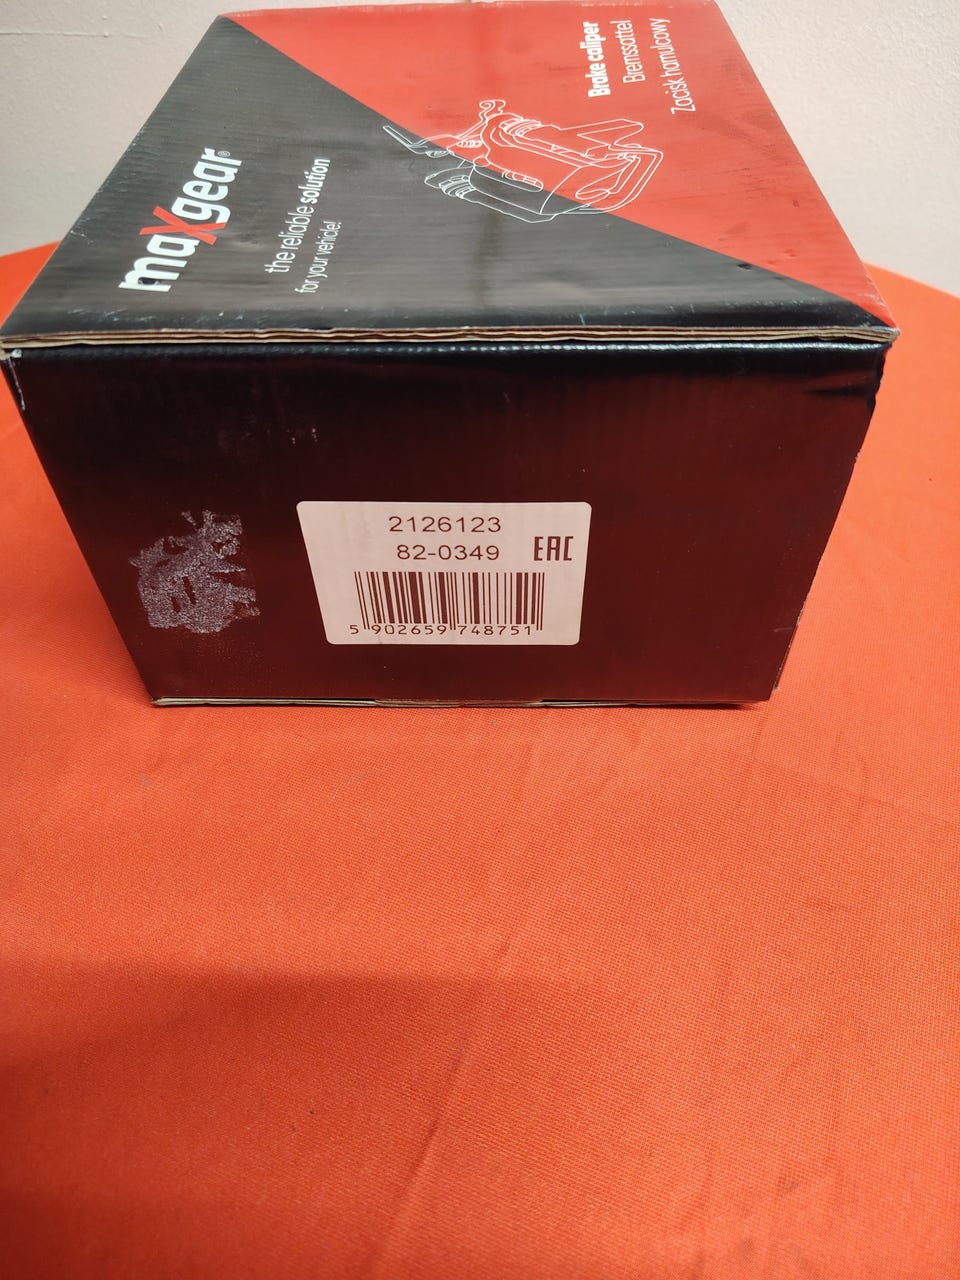 maxgear®
the reliable solution
for your vehicle!
Brake caliper
Bremssattel
Zacisk hamulcowy
2126123
82-0349
EAC
5 902659 748751